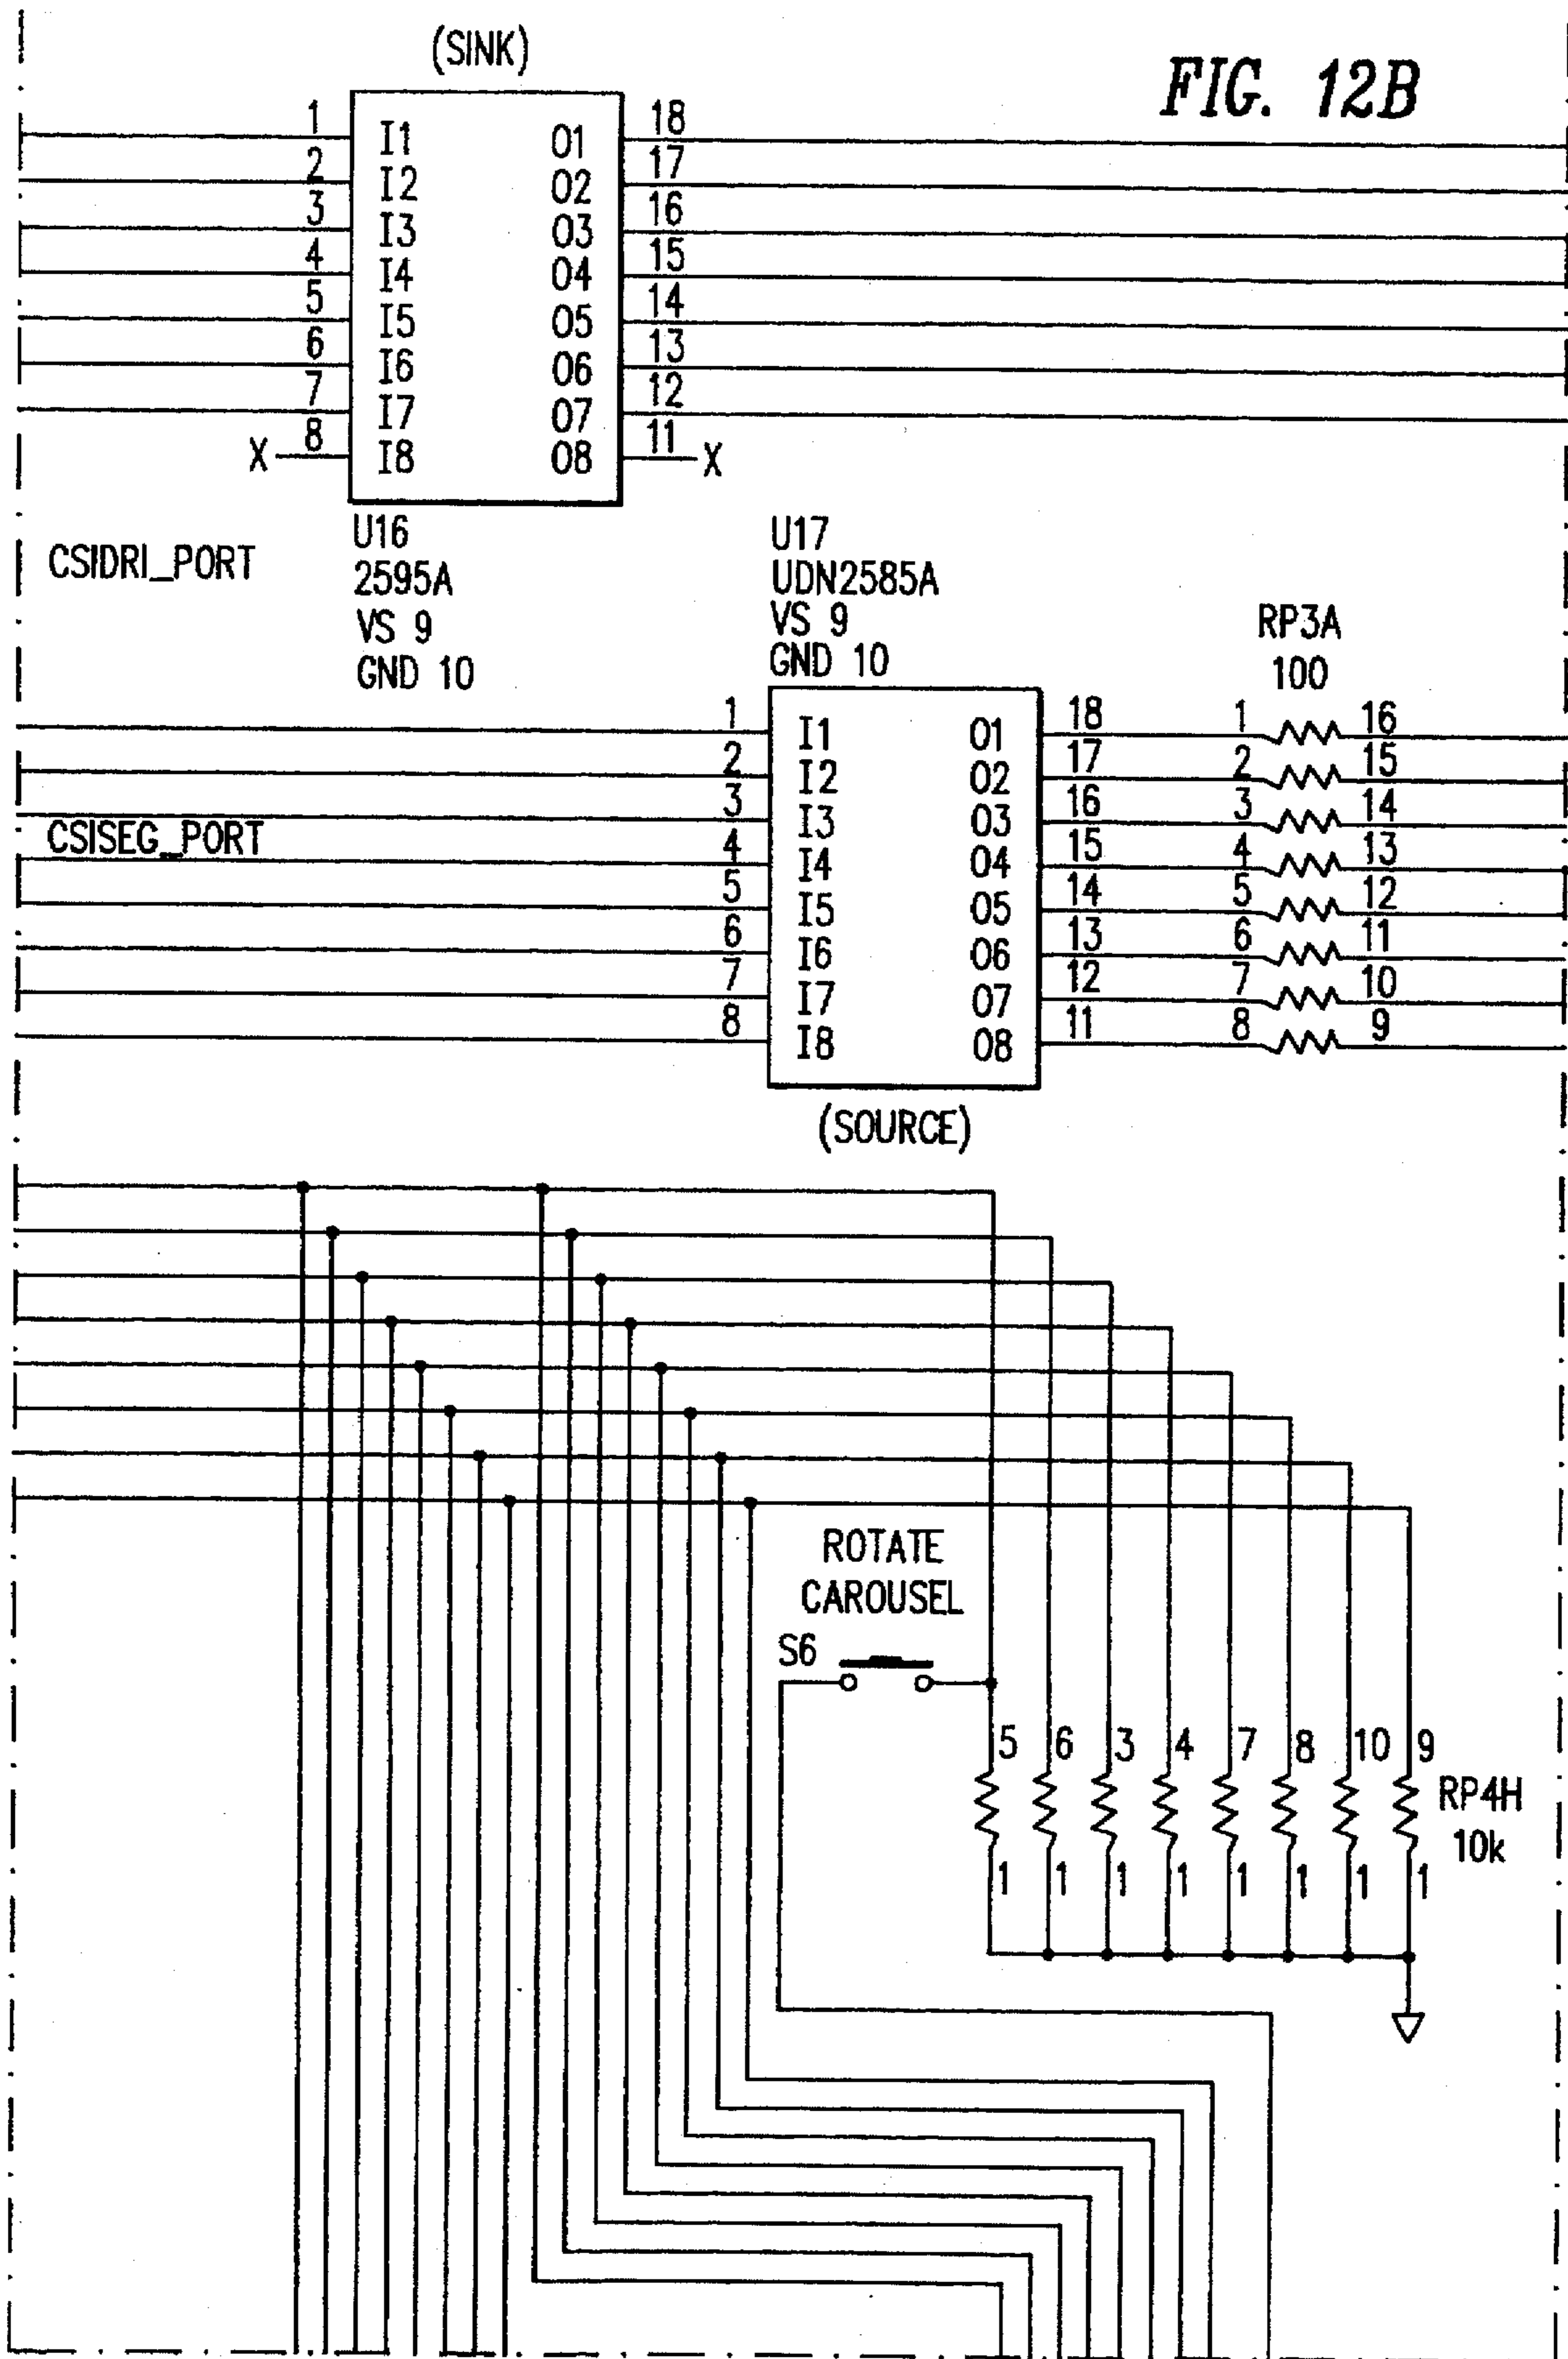 (SINK)
FIG. 12B
1 I1 O1 18
2 I2 O2 17
3 I3 O3 16
4 I4 O4 15
5 I5 O5 14
6 I6 O6 13
7 I7 O7 12
X 8 I8 O8 11 X
U16
2595A
VS 9
GND 10
CSIDRI_PORT
U17
UDN2585A
VS 9
GND 10
RP3A
100
1 I1 O1 18 1 16
2 I2 O2 17 2 15
3 I3 O3 16 3 14
CSISEG_PORT
4 I4 O4 15 4 13
5 I5 O5 14 5 12
6 I6 O6 13 6 11
7 I7 O7 12 7 10
8 I8 O8 11 8 9
(SOURCE)
ROTATE
CAROUSEL
S6
5 6 3 4 7 8 10 9
RP4H
10k
1 1 1 1 1 1 1 1